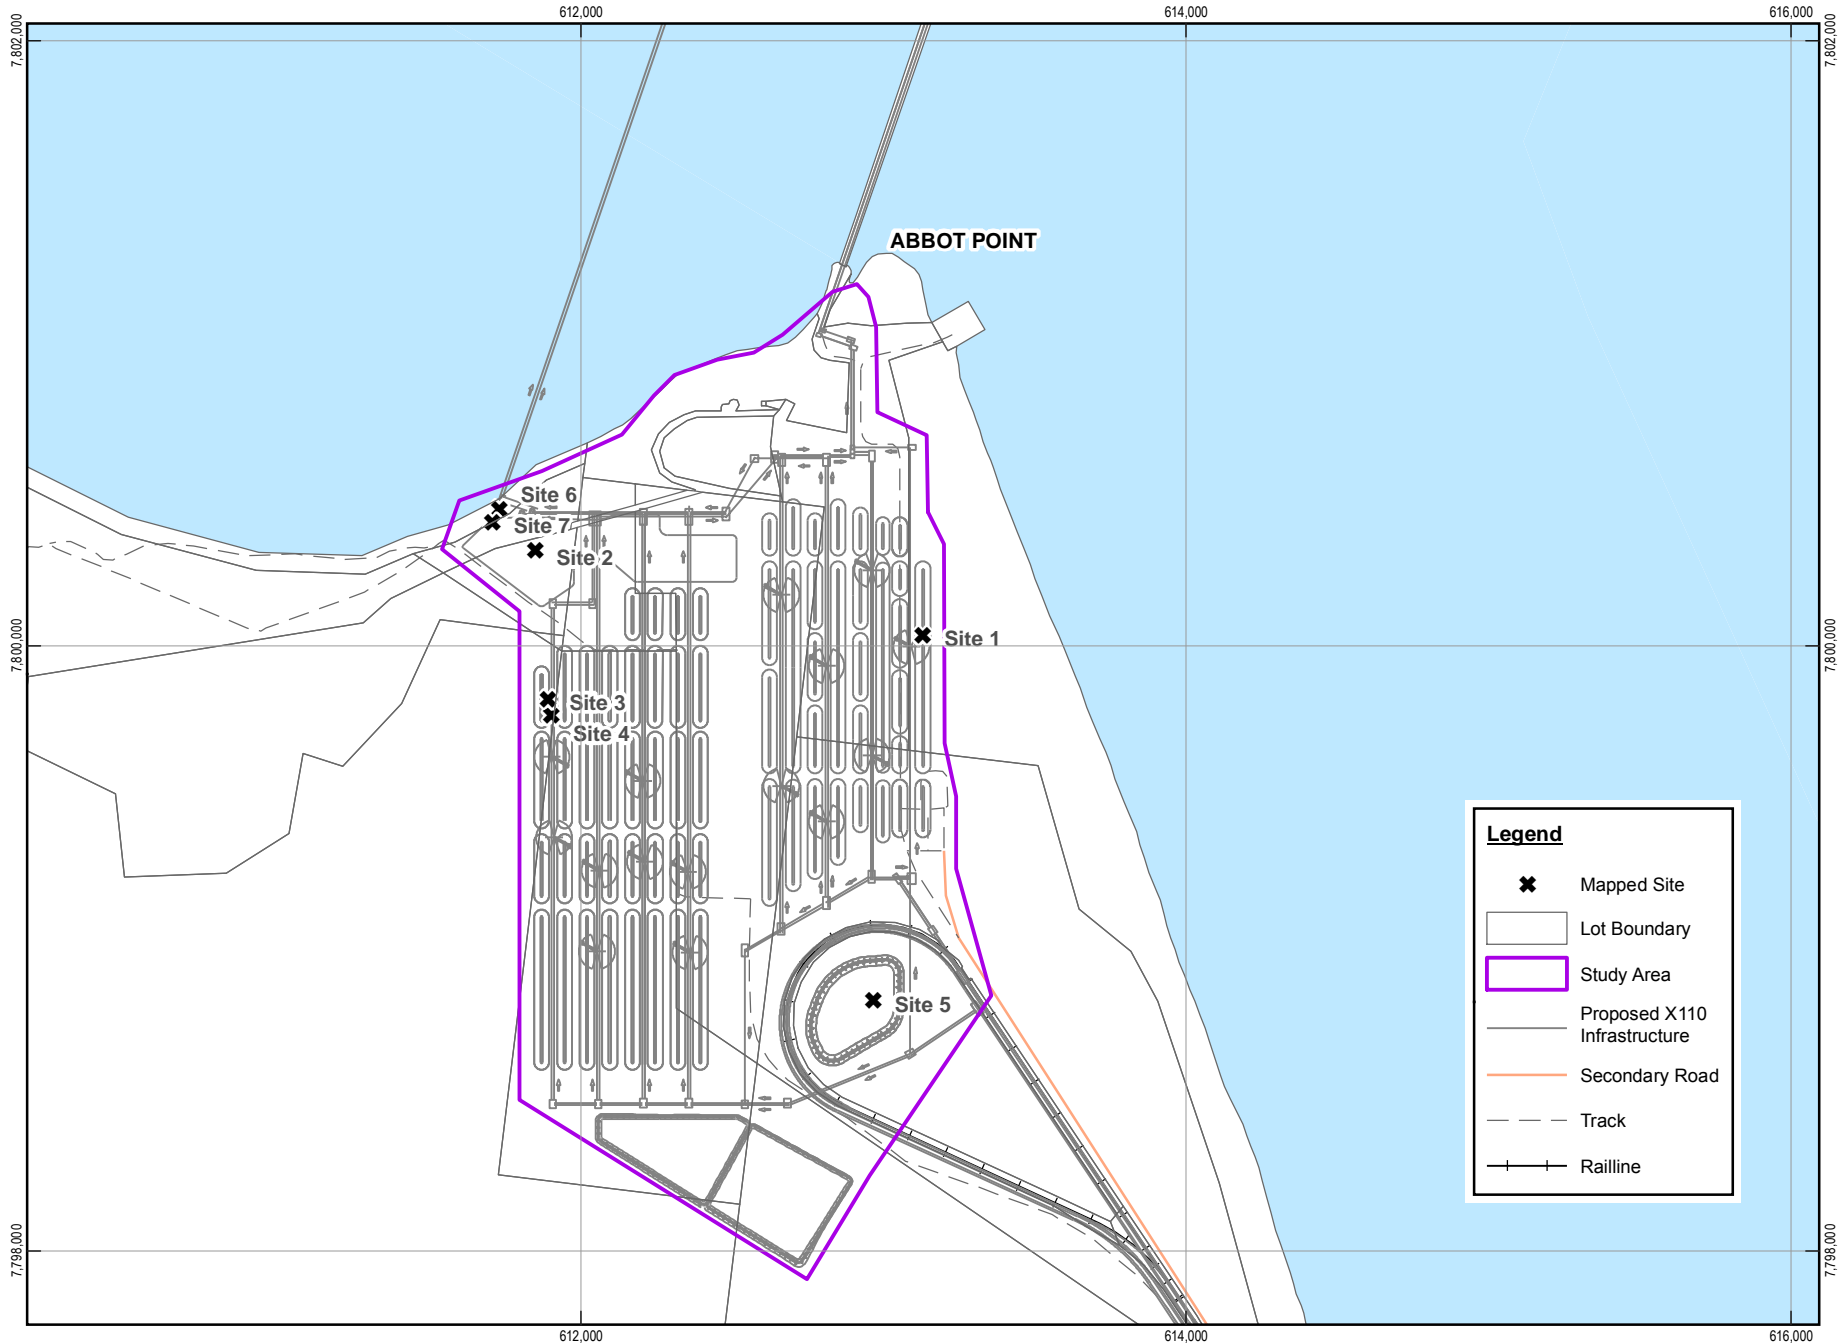 612,000
614,000
616,000
7,802,000
7,802,000
ABBOT POINT
Site 6
Site 7
Site 2
Site 1
7,800,000
7,800,000
Site 3
Site 4
Legend
Mapped Site
Lot Boundary
Study Area
Site 5
Proposed X110
Infrastructure
Secondary Road
Track
Railline
7,798,000
7,798,000
612,000
614,000
616,000